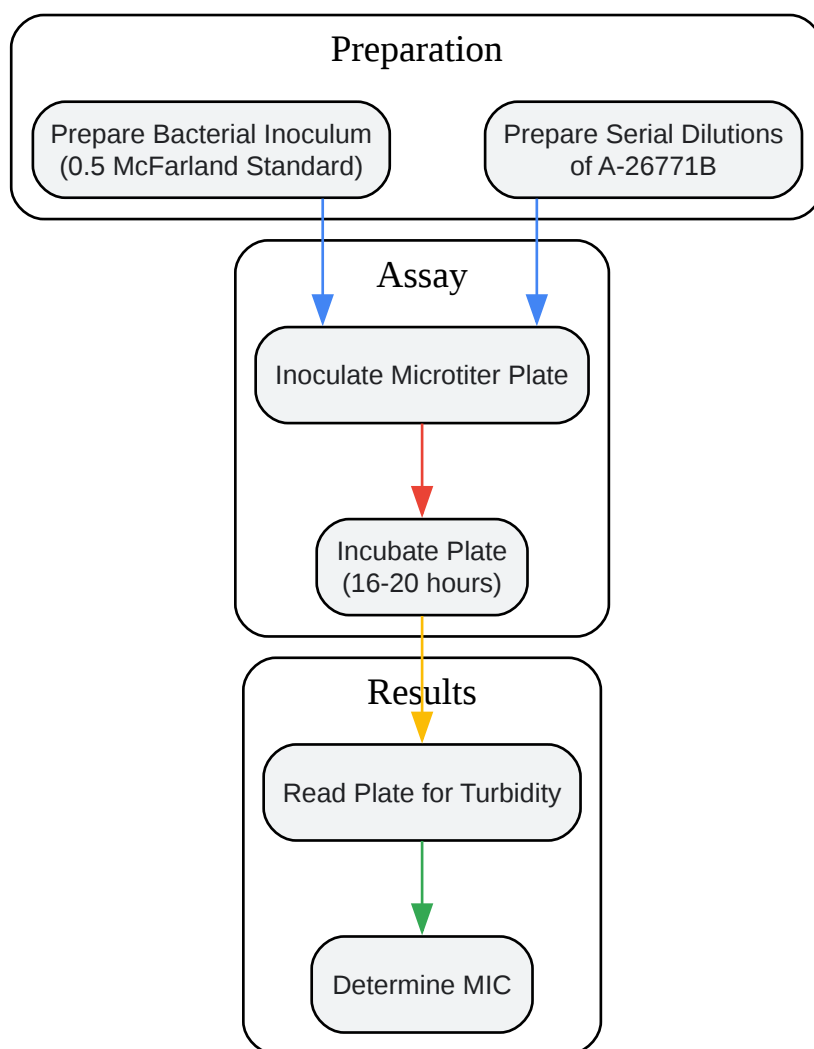 Preparation
Prepare Bacterial Inoculum
(0.5 McFarland Standard)
Prepare Serial Dilutions
of A-26771B
Assay
Inoculate Microtiter Plate
Incubate Plate
(16-20 hours)
Results
Read Plate for Turbidity
Determine MIC